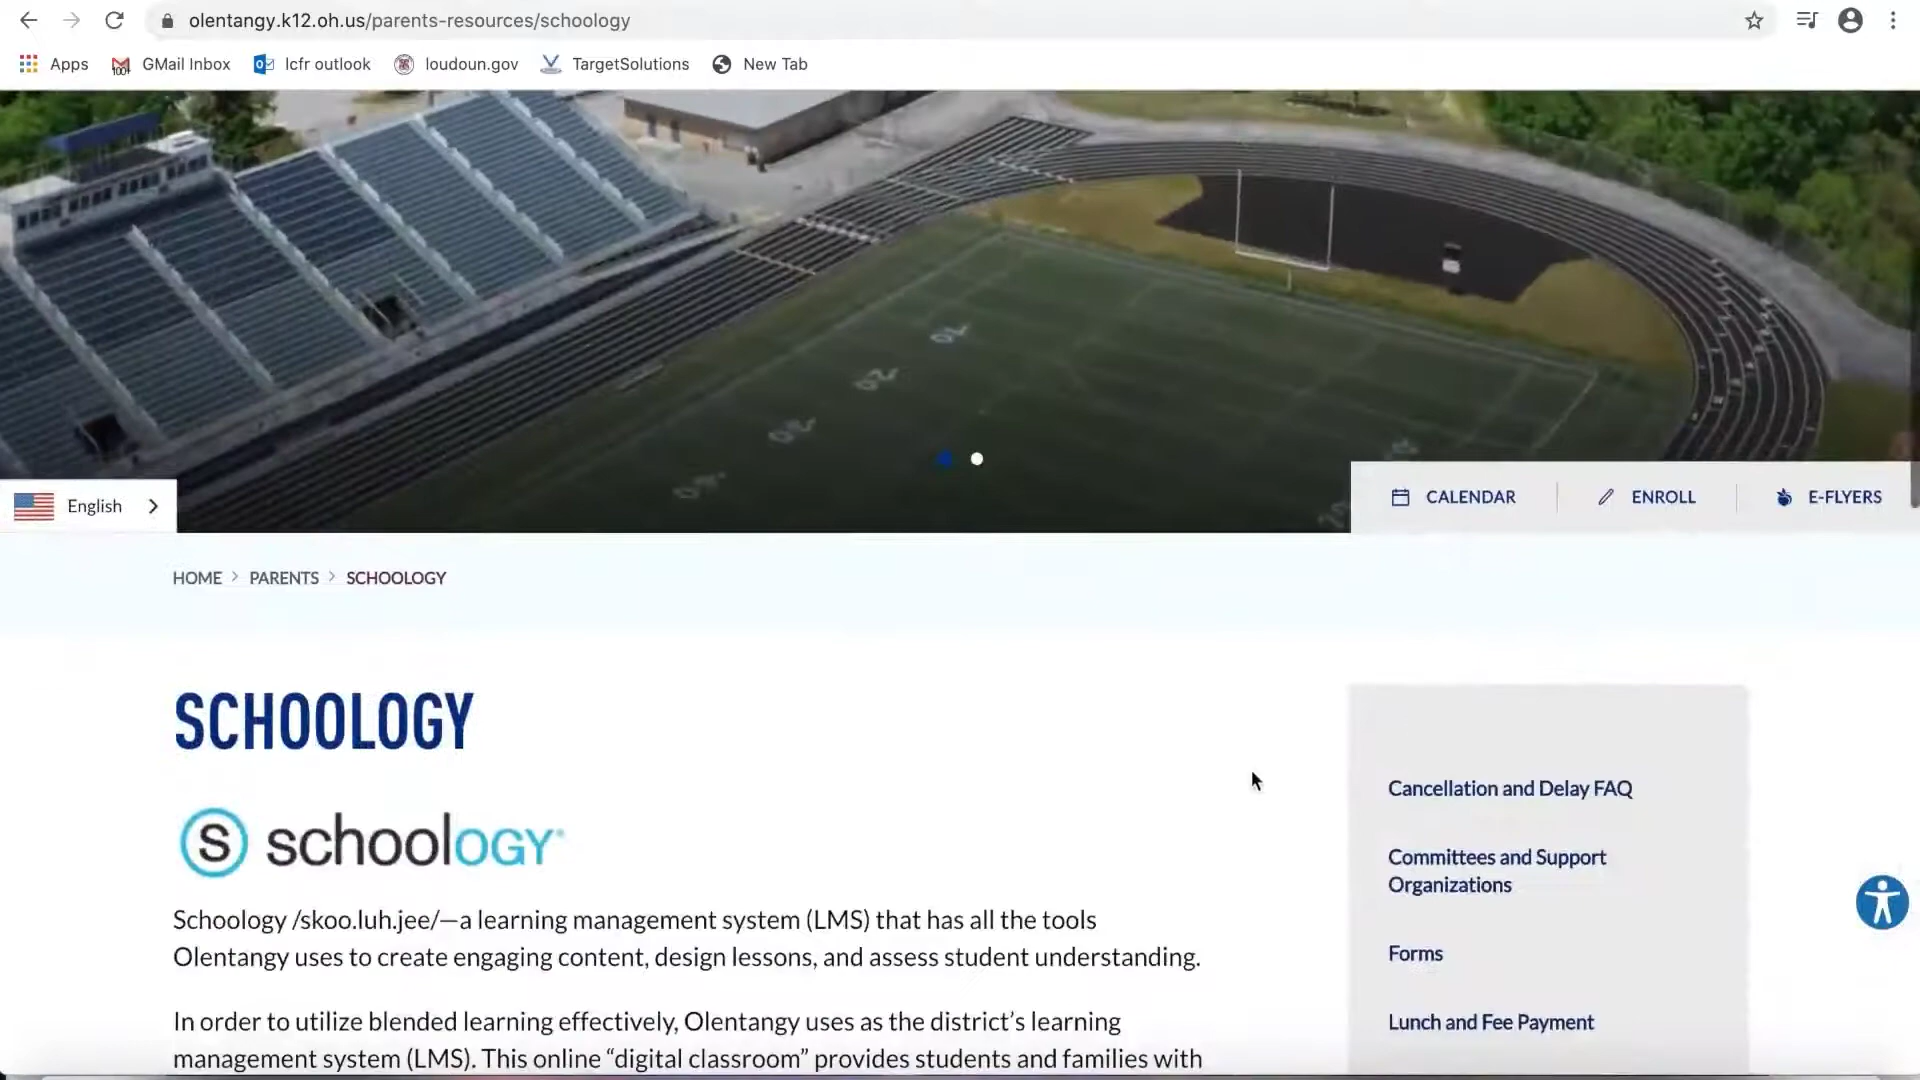 olentangy.k12.oh.us/parents-resources/schoology
Apps GMail Inbox lcfr outlook loudoun.gov TargetSolutions New Tab
English
CALENDAR ENROLL E-FLYERS
HOME > PARENTS > SCHOOLOGY
SCHOOLOGY
S schoology
Schoology /skoo.luh.jee/—a learning management system (LMS) that has all the tools
Olentangy uses to create engaging content, design lessons, and assess student understanding.
In order to utilize blended learning effectively, Olentangy uses as the district’s learning
management system (LMS). This online “digital classroom” provides students and families with
Cancellation and Delay FAQ
Committees and Support
Organizations
Forms
Lunch and Fee Payment